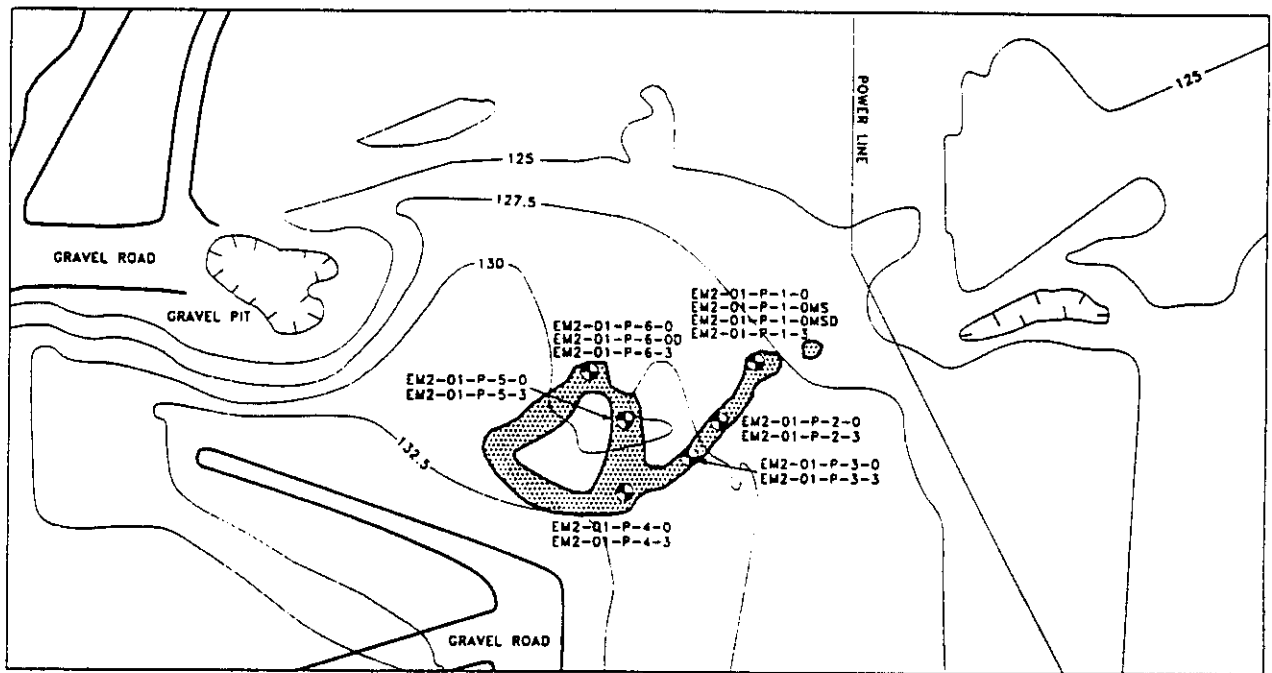 125
POWER LINE
125
127.5
GRAVEL ROAD
130
GRAVEL PIT
EM2-01-P-1-0
EM2-01-P-1-0MS
EM2-01-P-1-0MSD
EM2-01-P-1-3
EM2-01-P-6-0
EM2-01-P-6-0D
EM2-01-P-6-3
EM2-01-P-5-0
EM2-01-P-5-3
EM2-01-P-2-0
EM2-01-P-2-3
132.5
EM2-01-P-3-0
EM2-01-P-3-3
EM2-01-P-4-0
EM2-01-P-4-3
GRAVEL ROAD